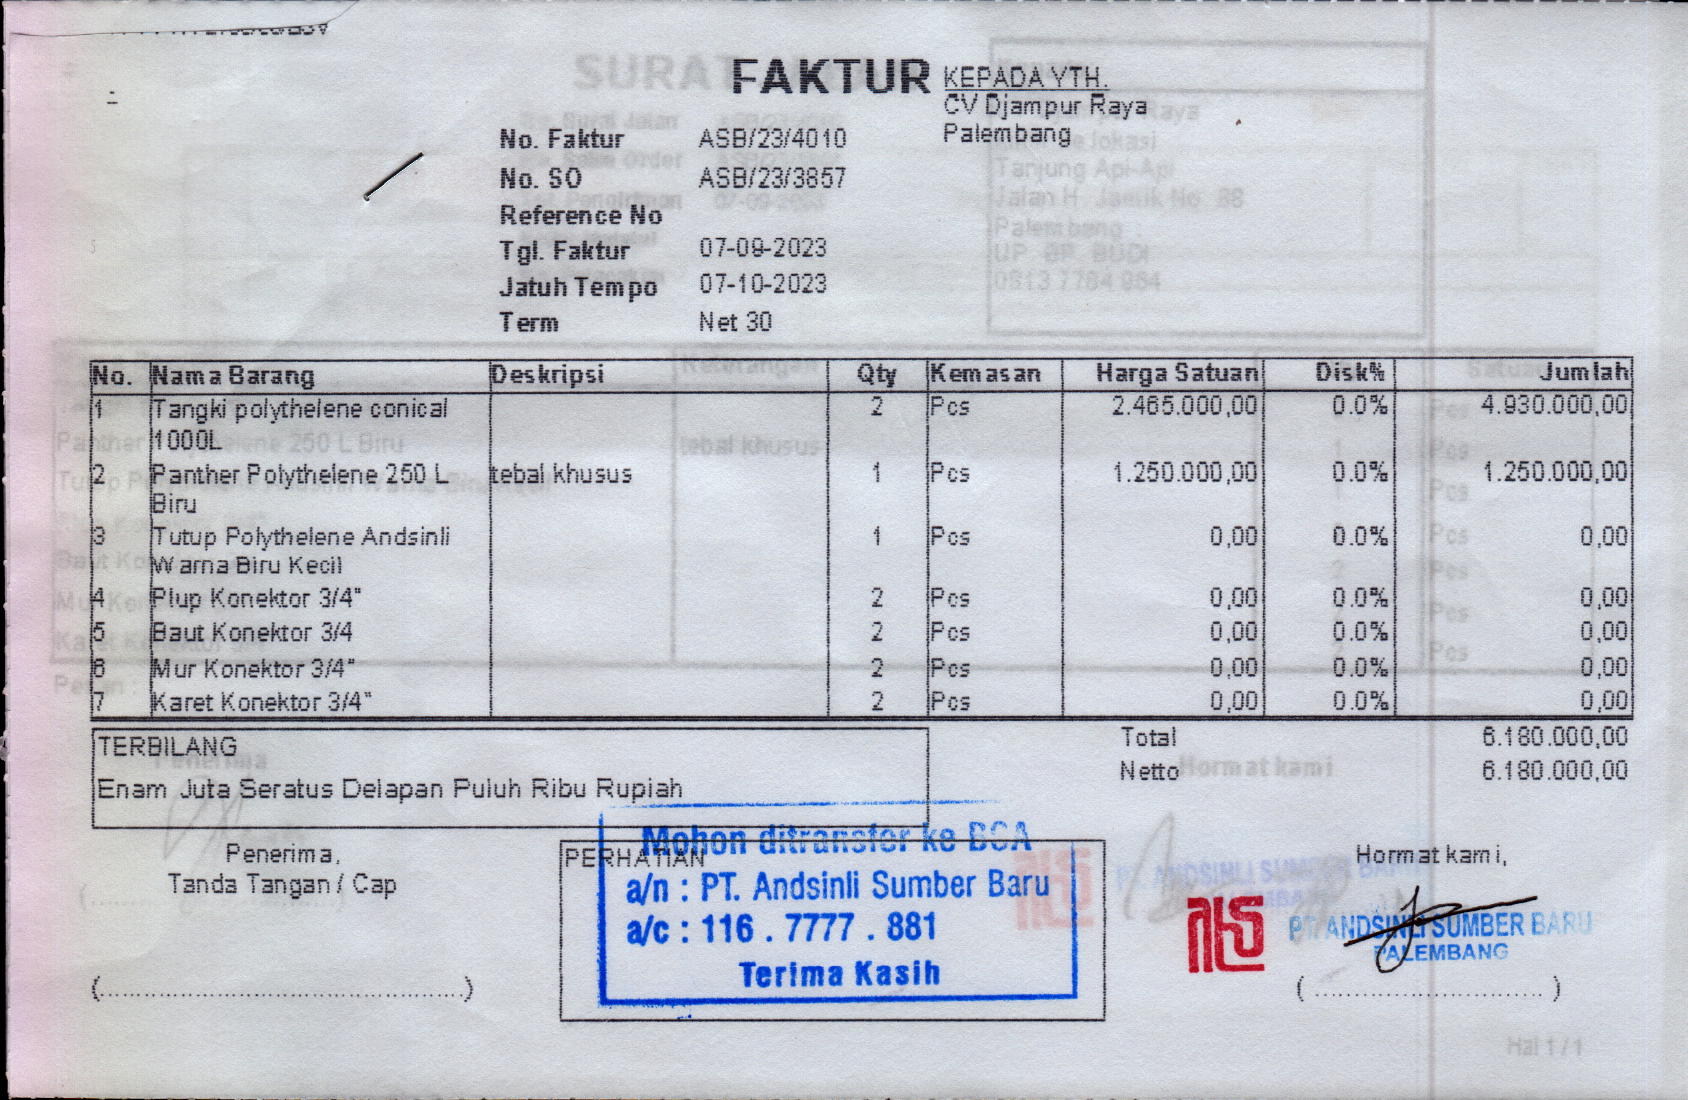 FAKTUR
KEPADA YTH.
CV Djampur Raya
Palembang
No. Faktur ASB/23/4010
No. SO ASB/23/3857
Reference No
Tgl. Faktur 07-09-2023
Jatuh Tempo 07-10-2023
Term Net 30
No. Nama Barang Deskripsi Qty Kemasan Harga Satuan Disk% Jumlah
1 Tangki polythelene conical 2 Pcs 2.465.000,00 0.0% 4.930.000,00
1000L
2 Panther Polythelene 250 L tebal khusus 1 Pcs 1.250.000,00 0.0% 1.250.000,00
Biru
3 Tutup Polythelene Andsinli 1 Pcs 0,00 0.0% 0,00
Warna Biru Kecil
4 Plup Konektor 3/4" 2 Pcs 0,00 0.0% 0,00
5 Baut Konektor 3/4 2 Pcs 0,00 0.0% 0,00
6 Mur Konektor 3/4" 2 Pcs 0,00 0.0% 0,00
7 Karet Konektor 3/4" 2 Pcs 0,00 0.0% 0,00
Total 6.180.000,00
Netto 6.180.000,00
TERBILANG
Enam Juta Seratus Delapan Puluh Ribu Rupiah
Penerima,
Tanda Tangan / Cap
(..............................................)
PERHATIAN
Mohon ditransfer ke BCA
a/n : PT. Andsinli Sumber Baru
a/c : 116 . 7777 . 881
Terima Kasih
Hormat kami,
PT. ANDSINLI SUMBER BARU
PALEMBANG
( ............................. )
Hal 1 / 1